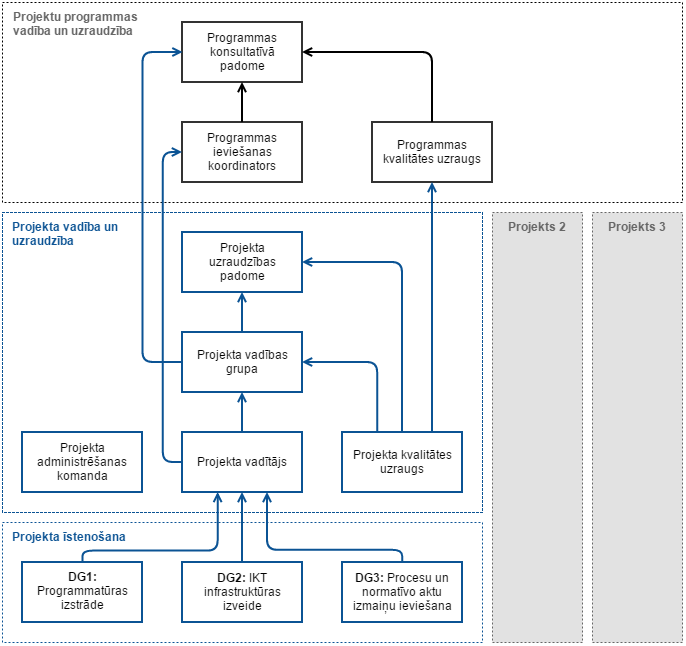 Projektu programmas
vadība un uzraudzība
Programmas
konsultatīvā
padome
Programmas
ieviešanas
koordinators
Programmas
kvalitātes uzraugs
Projekta vadība un
uzraudzība
Projekts 2
Projekts 3
Projekta
uzraudzības
padome
Projekta vadības
grupa
Projekta
administrēšanas
komanda
Projekta vadītājs
Projekta kvalitātes
uzraugs
Projekta īstenošana
DG1:
Programmatūras
izstrāde
DG2: IKT
infrastruktūras
izveide
DG3: Procesu un
normatīvo aktu
izmaiņu ieviešana